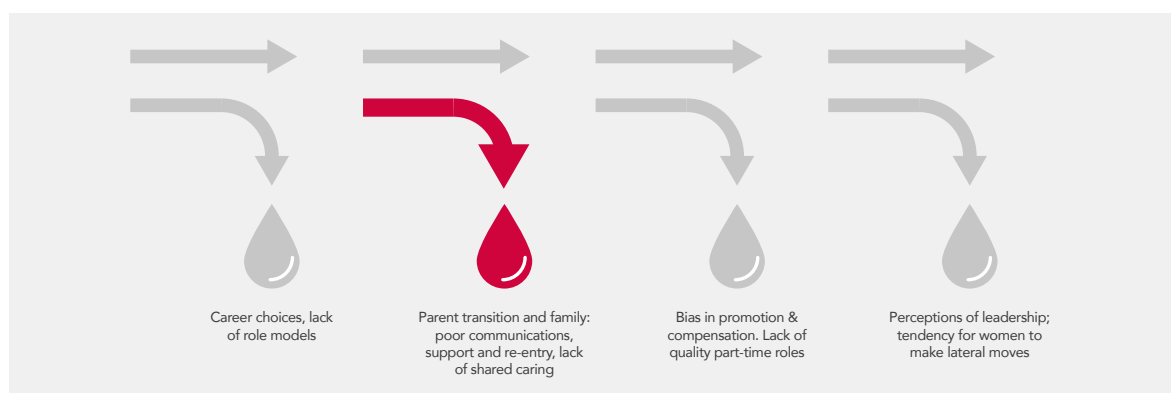 Career choices, lack
of role models
Parent transition and family:
poor communications,
support and re-entry, lack
of shared caring
Bias in promotion &
compensation. Lack of
quality part-time roles
Perceptions of leadership;
tendency for women to
make lateral moves